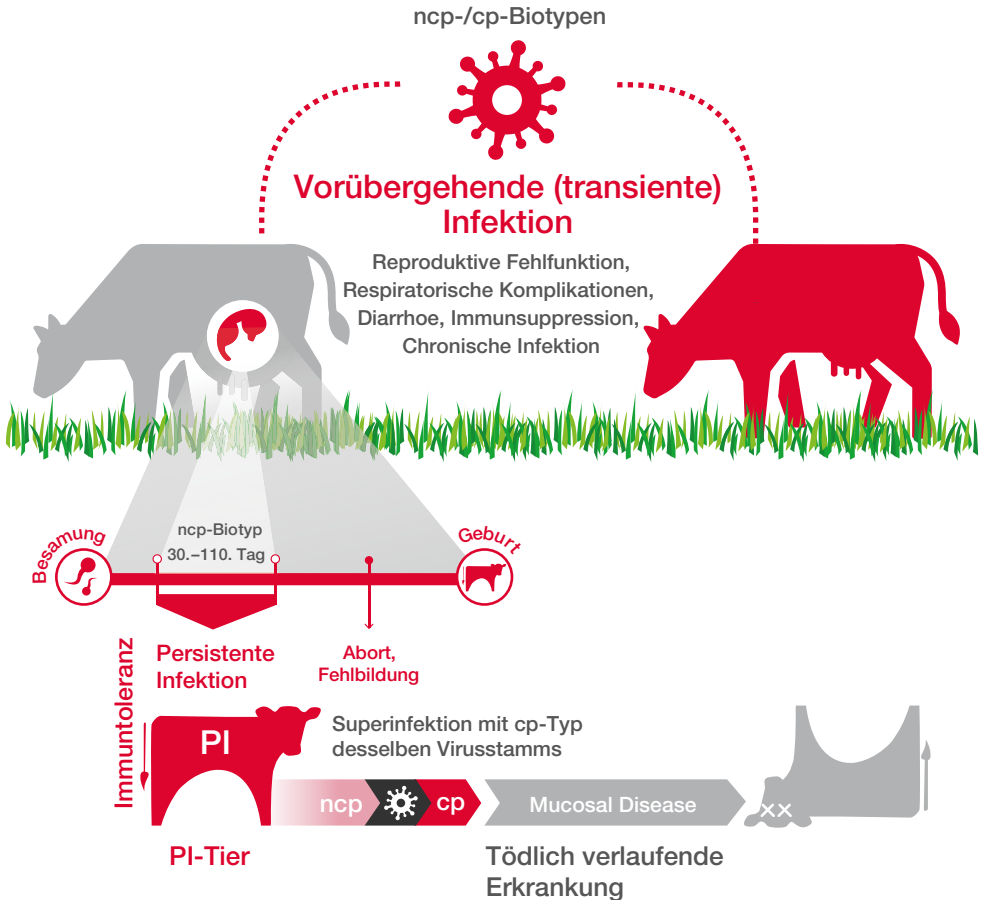 ncp-/cp-Biotypen
Vorübergehende (transiente)
Infektion
Reproduktive Fehlfunktion,
Respiratorische Komplikationen,
Diarrhoe, Immunsuppression,
Chronische Infektion
ncp-Biotyp
30.–110. Tag
Besamung
Geburt
Immuntoleranz
Persistente
Infektion
Abort,
Fehlbildung
PI
Superinfektion mit cp-Typ
desselben Virusstamms
ncp
cp
Mucosal Disease
PI-Tier
Tödlich verlaufende
Erkrankung